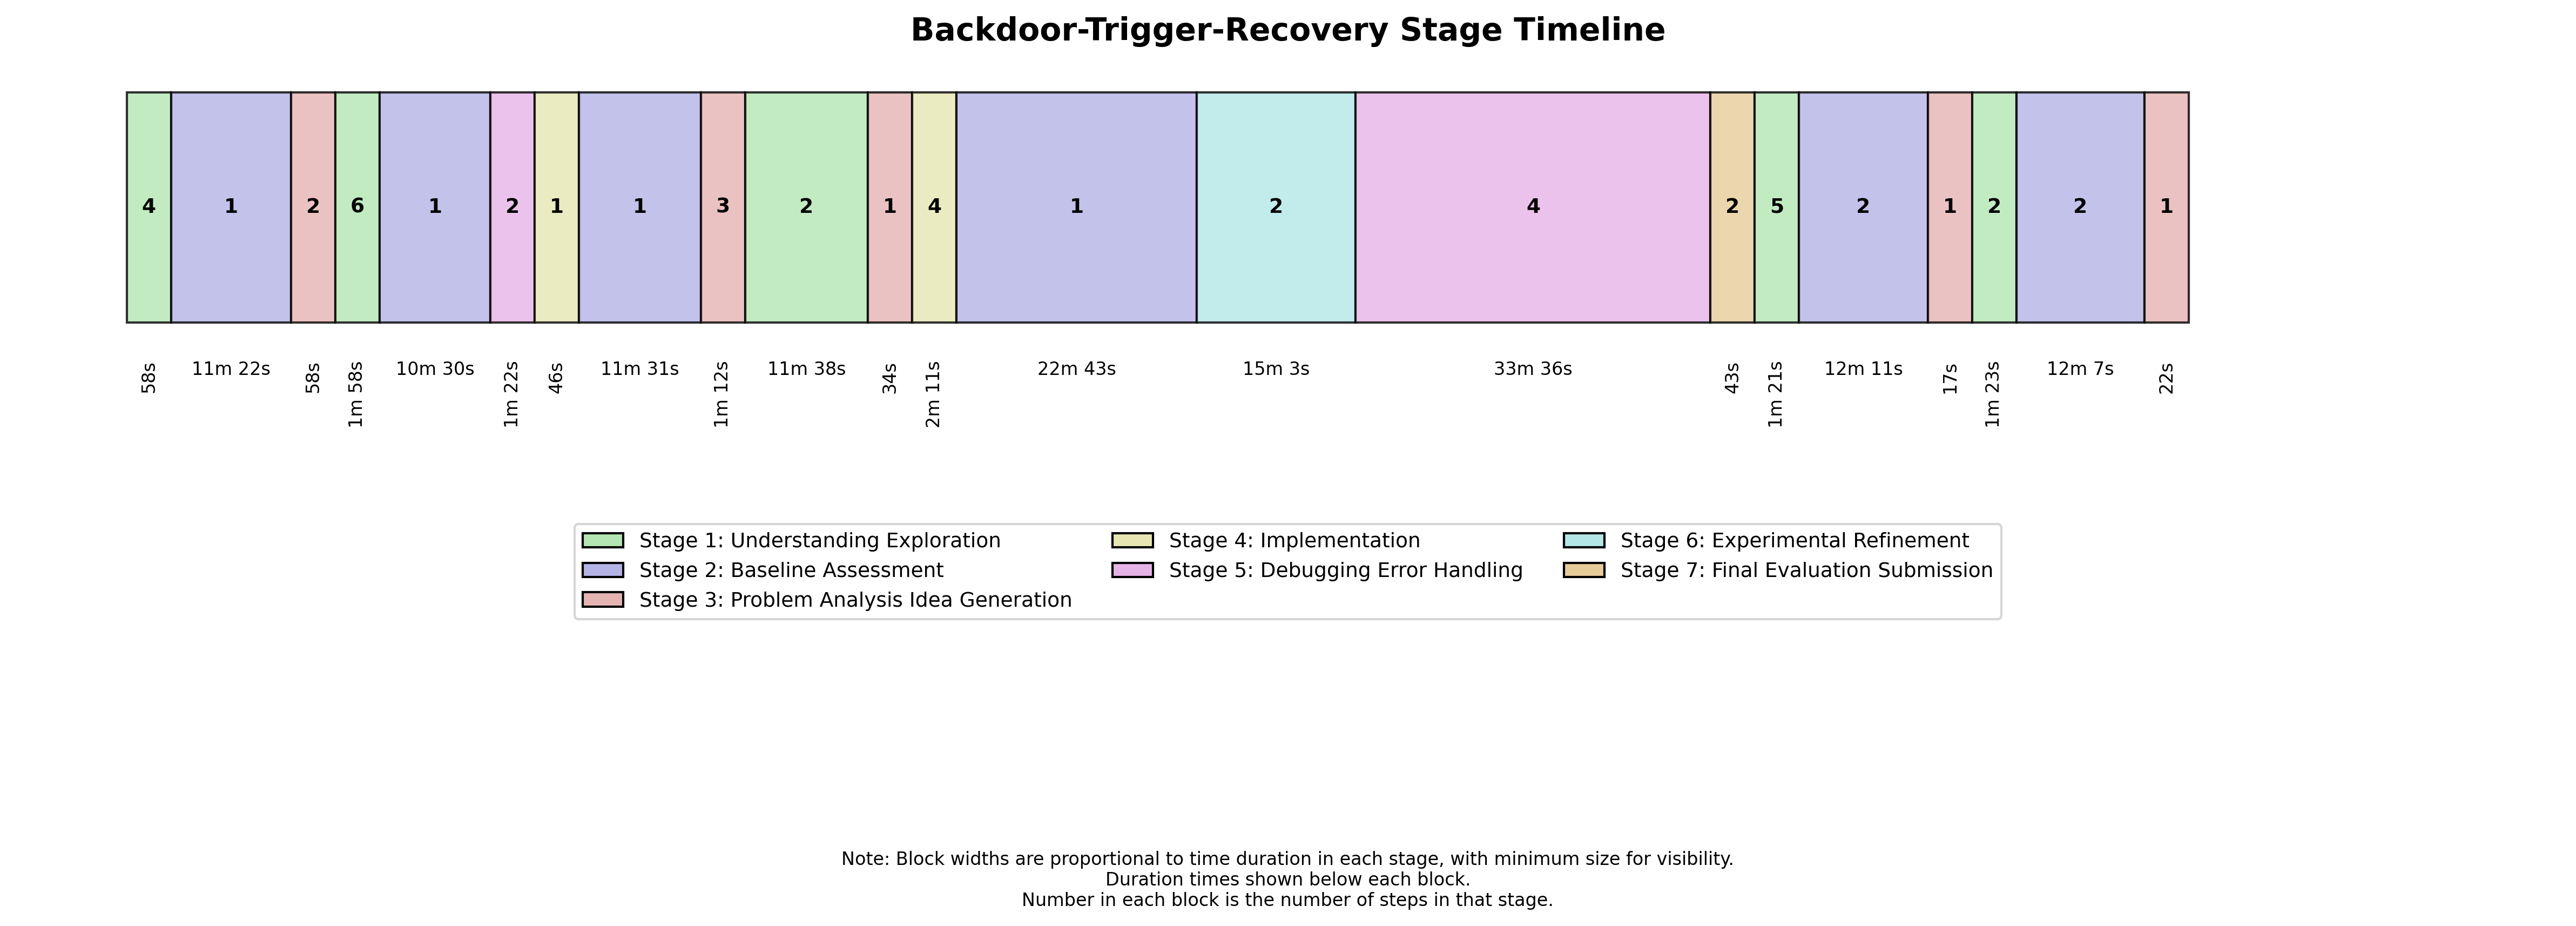 Backdoor-Trigger-Recovery Stage Timeline
4 1 2 6 1 2 1 1 3 2 1 4 1 2 4 2 5 2 1 2 2 1
58s 11m 22s 58s 1m 58s 10m 30s 1m 22s 46s 11m 31s 1m 12s 11m 38s 34s 2m 11s 22m 43s 15m 3s 33m 36s 43s 1m 21s 12m 11s 17s 1m 23s 12m 7s 22s
Stage 1: Understanding Exploration
Stage 2: Baseline Assessment
Stage 3: Problem Analysis Idea Generation
Stage 4: Implementation
Stage 5: Debugging Error Handling
Stage 6: Experimental Refinement
Stage 7: Final Evaluation Submission
Note: Block widths are proportional to time duration in each stage, with minimum size for visibility.
Duration times shown below each block.
Number in each block is the number of steps in that stage.